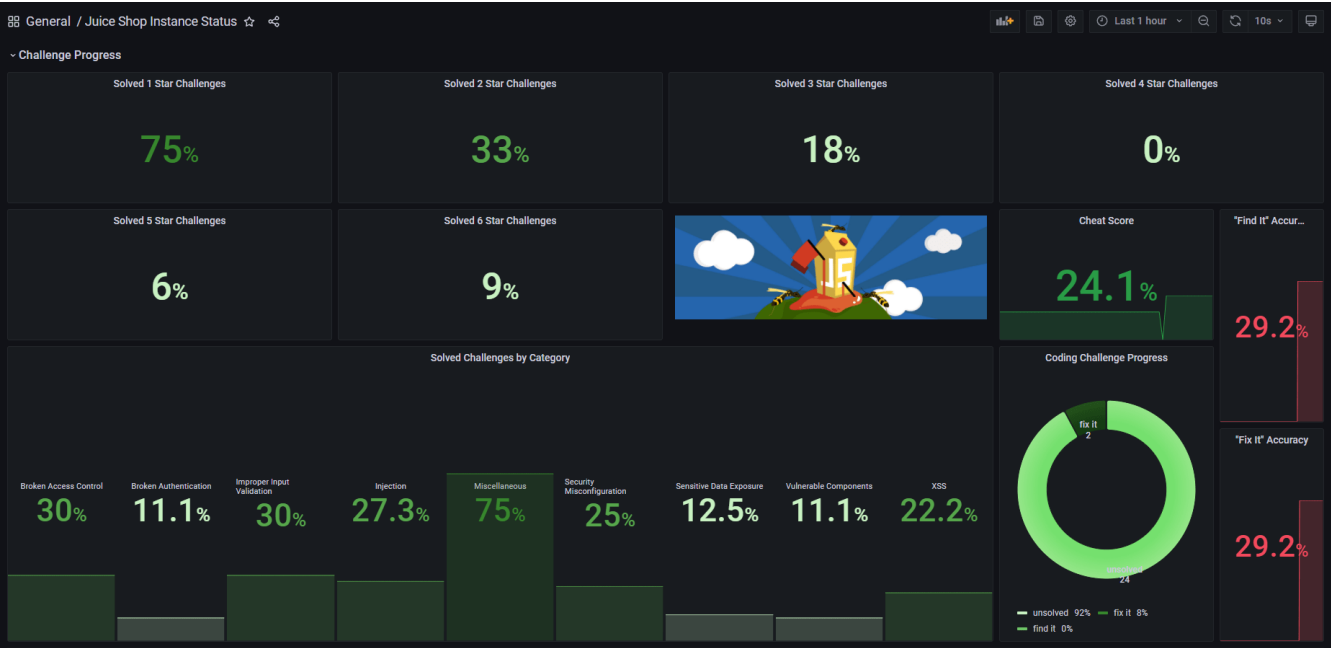 General / Juice Shop Instance Status
Last 1 hour
10s
Challenge Progress
Solved 1 Star Challenges
75%
Solved 2 Star Challenges
33%
Solved 3 Star Challenges
18%
Solved 4 Star Challenges
0%
Solved 5 Star Challenges
6%
Solved 6 Star Challenges
9%
JS
Cheat Score
24.1%
"Find It" Accur...
29.2%
Solved Challenges by Category
Broken Access Control
30%
Broken Authentication
11.1%
Improper Input
Validation
30%
Injection
27.3%
Miscellaneous
75%
Security
Misconfiguration
25%
Sensitive Data Exposure
12.5%
Vulnerable Components
11.1%
XSS
22.2%
Coding Challenge Progress
fix it
2
24
unsolved 92% fix it 8%
find it 0%
"Fix It" Accuracy
29.2%